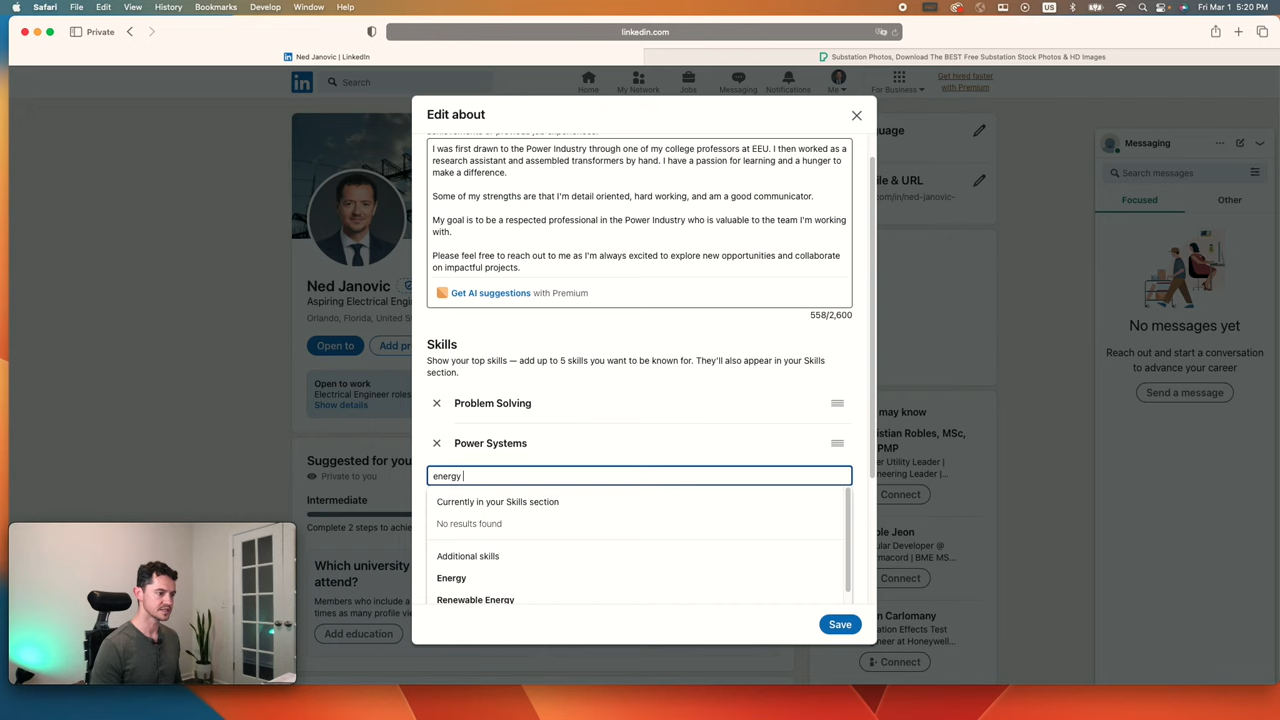 Safari File Edit View History Bookmarks Develop Window Help
US
Fri Mar 1 5:20 PM
Private
linkedin.com
Ned Janovic | LinkedIn
Substation Photos, Download The BEST Free Substation Stock Photos & HD Images
in
Search
Home
My Network
Jobs
Messaging
Notifications
Me
For Business
Get hired faster
with Premium
Edit about
I was first drawn to the Power Industry through one of my college professors at EEU. I then worked as a
research assistant and assembled transformers by hand. I have a passion for learning and a hunger to
make a difference.
Some of my strengths are that I'm detail oriented, hard working, and am a good communicator.
My goal is to be a respected professional in the Power Industry who is valuable to the team I'm working
with.
Please feel free to reach out to me as I'm always excited to explore new opportunities and collaborate
on impactful projects.
Get AI suggestions with Premium
558/2,600
Skills
Show your top skills — add up to 5 skills you want to be known for. They'll also appear in your Skills
section.
Problem Solving
Power Systems
energy
Currently in your Skills section
No results found
Additional skills
Energy
Renewable Energy
Save
Ned Janovic
Aspiring Electrical Engine
Orlando, Florida, United S
Open to
Add pr
Open to work
Electrical Engineer roles
Show details
Suggested for you
Private to you
Intermediate
Complete 2 steps to achie
Which university
attend?
Members who include a
times as many profile vie
Add education
guage
file & URL
om/in/ned-janovic-
may know
stian Robles, MSc,
PMP
er Utility Leader |
neering Leader |...
Connect
ole Jeon
ular Developer @
macord | BME MS...
Connect
n Carlomany
ation Effects Test
eer at Honeywell...
Connect
Messaging
Search messages
Focused
Other
No messages yet
Reach out and start a conversation
to advance your career
Send a message